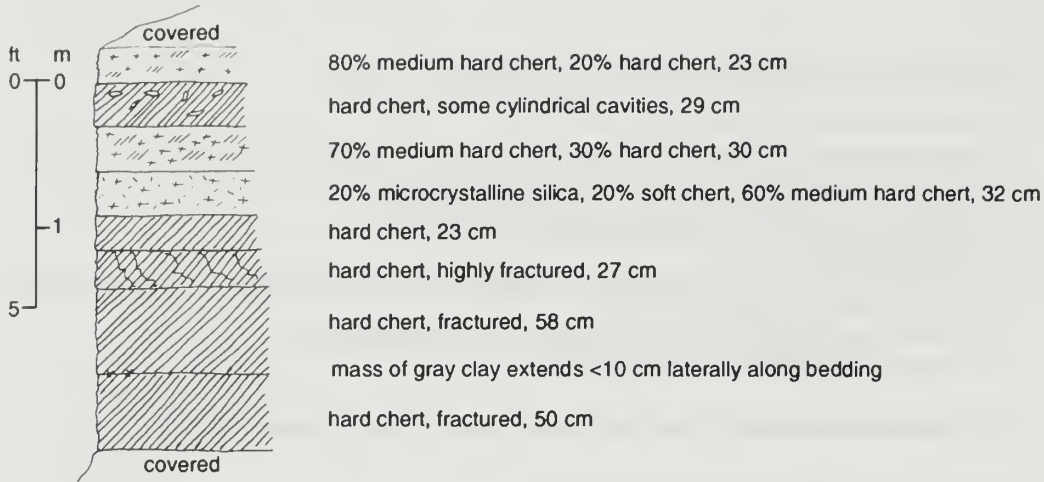 covered
ft m
0 0
80% medium hard chert, 20% hard chert, 23 cm
hard chert, some cylindrical cavities, 29 cm
70% medium hard chert, 30% hard chert, 30 cm
20% microcrystalline silica, 20% soft chert, 60% medium hard chert, 32 cm
1
hard chert, 23 cm
hard chert, highly fractured, 27 cm
5
hard chert, fractured, 58 cm
mass of gray clay extends <10 cm laterally along bedding
hard chert, fractured, 50 cm
covered